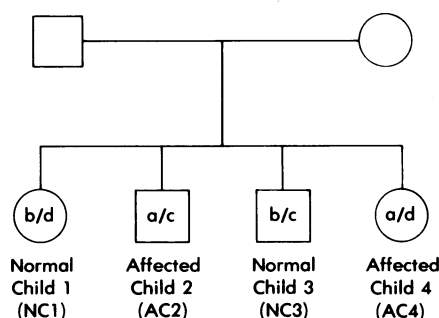 b/d a/c b/c a/d
Normal Affected Normal Affected
Child 1 Child 2 Child 3 Child 4
(NC1) (AC2) (NC3) (AC4)